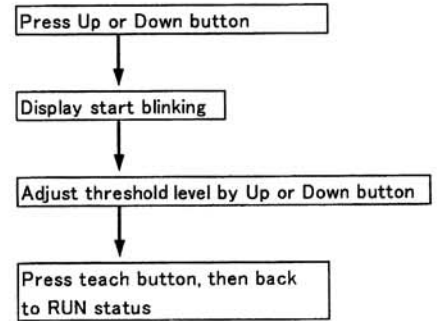 Press Up or Down button
Display start blinking
Adjust threshold level by Up or Down button
Press teach button, then back
to RUN status